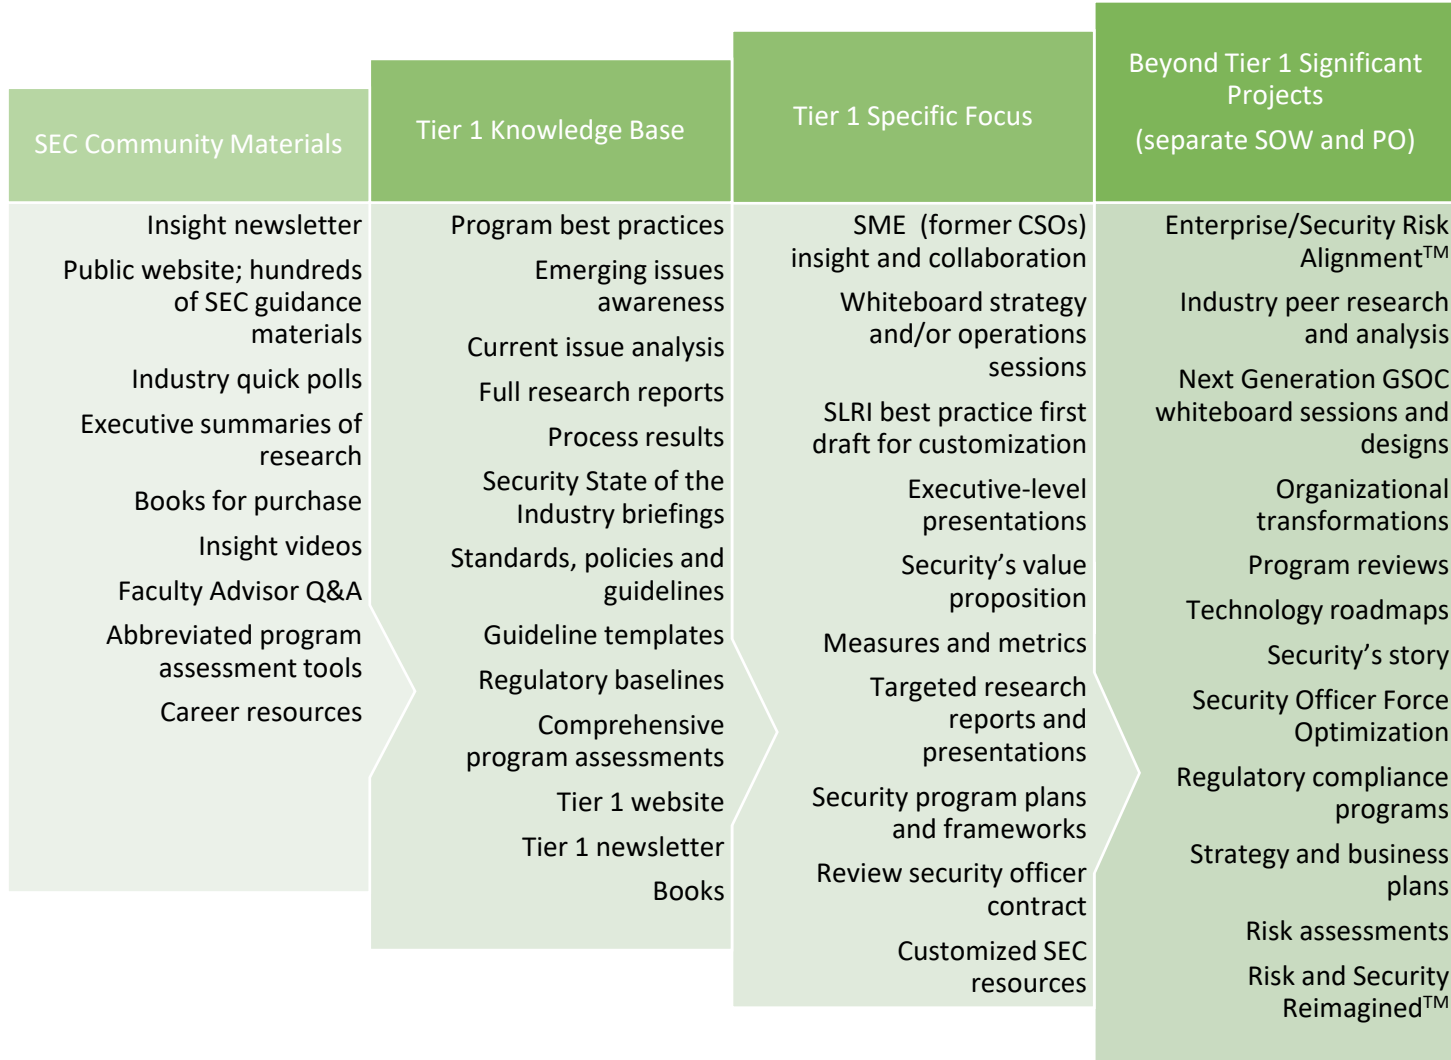 SEC Community Materials
Insight newsletter
Public website; hundreds
of SEC guidance
materials
Industry quick polls
Executive summaries of
research
Books for purchase
Insight videos
Faculty Advisor Q&A
Abbreviated program
assessment tools
Career resources
Tier 1 Knowledge Base
Program best practices
Emerging issues
awareness
Current issue analysis
Full research reports
Process results
Security State of the
Industry briefings
Standards, policies and
guidelines
Guideline templates
Regulatory baselines
Comprehensive
program assessments
Tier 1 website
Tier 1 newsletter
Books
Tier 1 Specific Focus
SME (former CSOs)
insight and collaboration
Whiteboard strategy
and/or operations
sessions
SLRI best practice first
draft for customization
Executive-level
presentations
Security’s value
proposition
Measures and metrics
Targeted research
reports and
presentations
Security program plans
and frameworks
Review security officer
contract
Customized SEC
resources
Beyond Tier 1 Significant
Projects
(separate SOW and PO)
Enterprise/Security Risk
Alignment™
Industry peer research
and analysis
Next Generation GSOC
whiteboard sessions and
designs
Organizational
transformations
Program reviews
Technology roadmaps
Security’s story
Security Officer Force
Optimization
Regulatory compliance
programs
Strategy and business
plans
Risk assessments
Risk and Security
Reimagined™